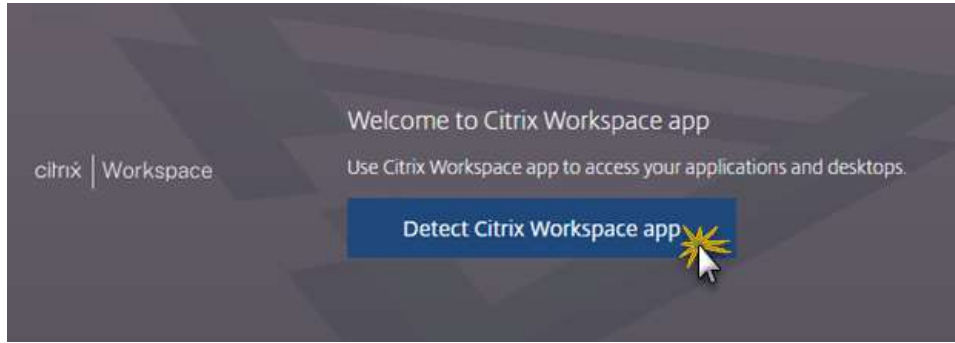 Welcome to Citrix Workspace app
citrix | Workspace
Use Citrix Workspace app to access your applications and desktops.
Detect Citrix Workspace app